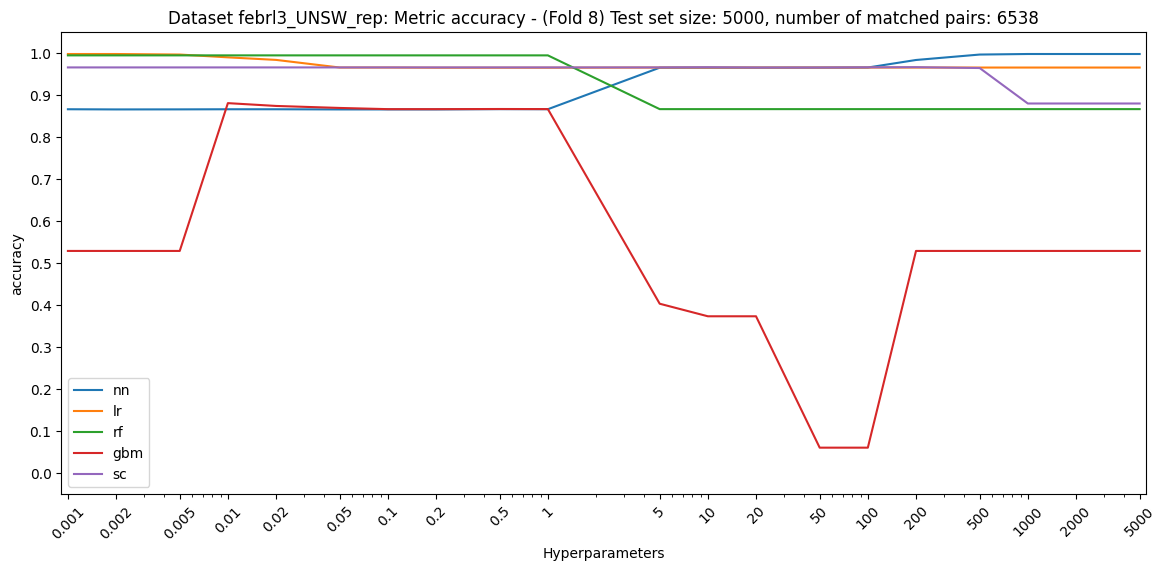 Dataset febrl3_UNSW_rep: Metric accuracy - (Fold 8) Test set size: 5000, number of matched pairs: 6538
accuracy
1.0
0.9
0.8
0.7
0.6
0.5
0.4
0.3
0.2
0.1
0.0
nn
lr
rf
gbm
sc
0.001 0.002 0.005 0.01 0.02 0.05 0.1 0.2 0.5 1 5 10 20 50 100 200 500 1000 2000 5000
Hyperparameters